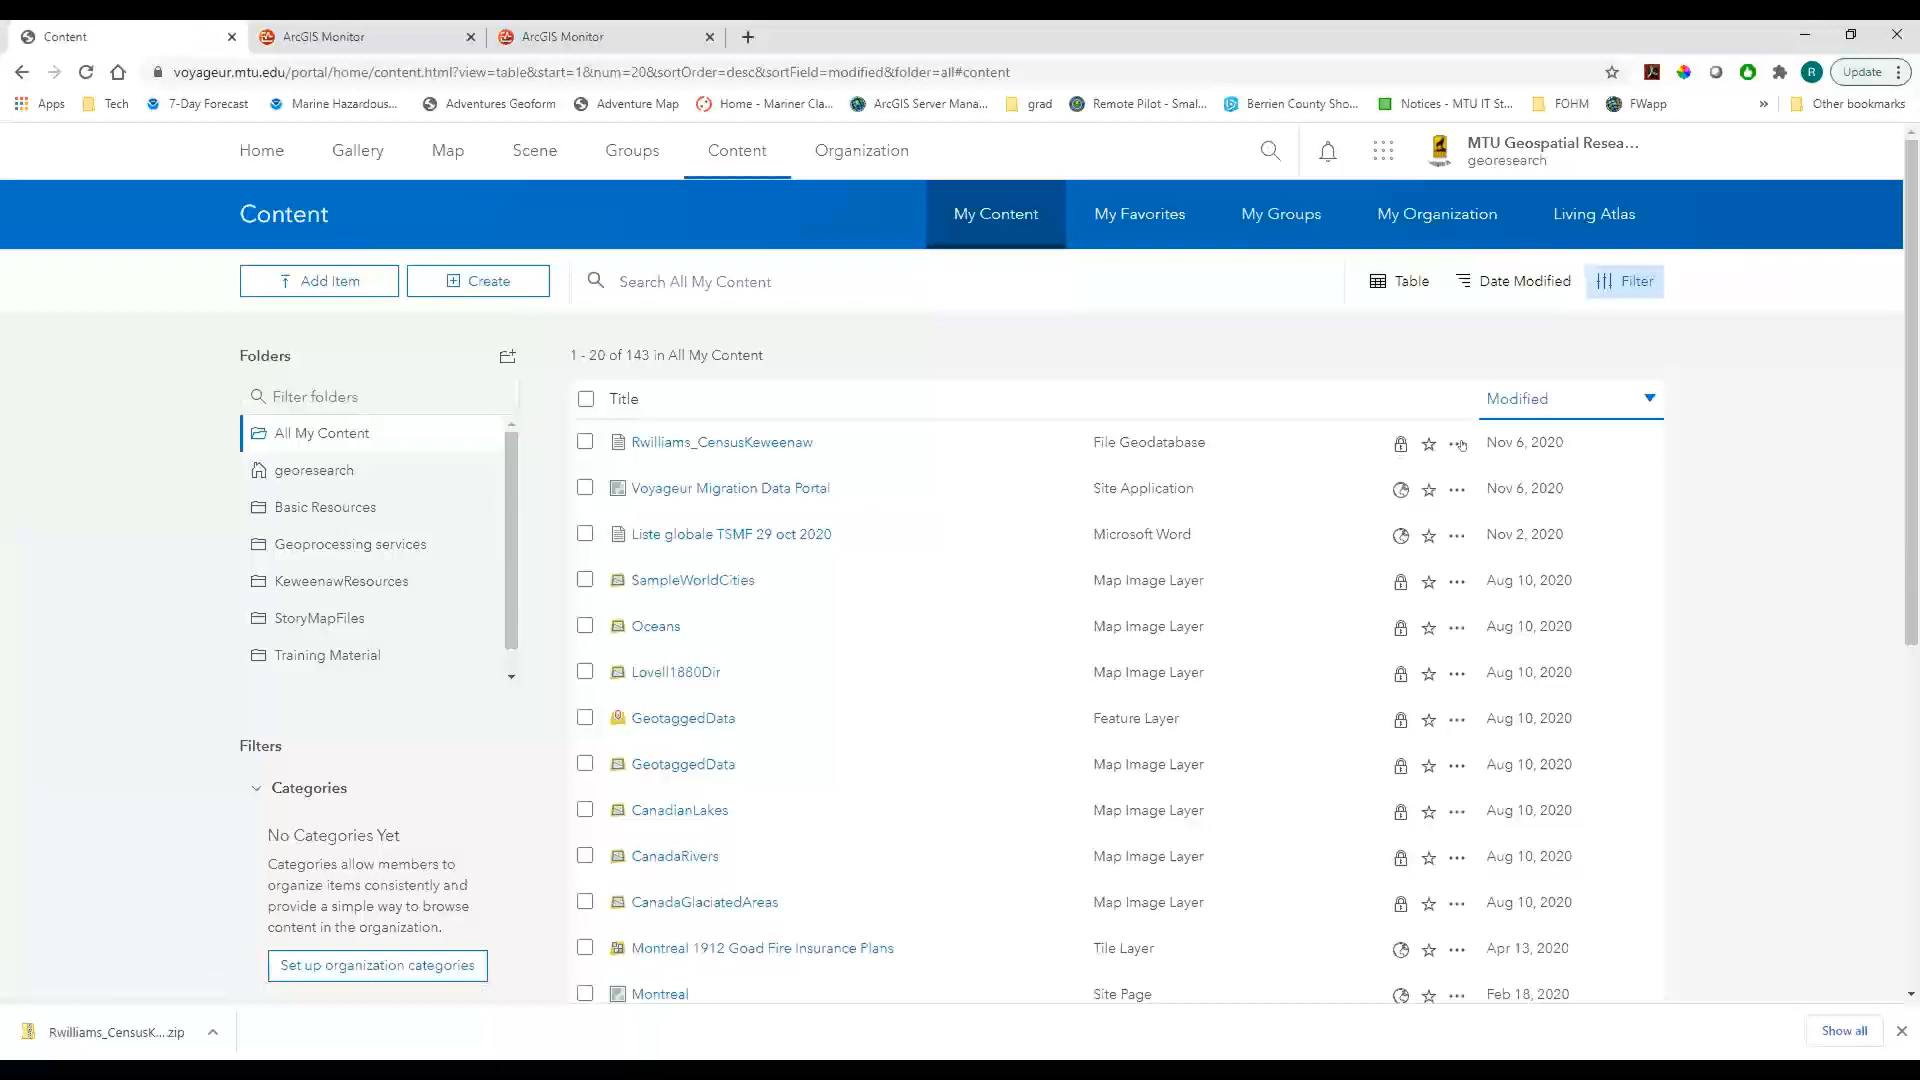 Content
ArcGIS Monitor
ArcGIS Monitor
voyageur.mtu.edu/portal/home/content.html?view=table&start=1&num=20&sortOrder=desc&sortField=modified&folder=all#content
R
Update
Apps
Tech
7-Day Forecast
Marine Hazardous...
Adventures Geoform
Adventure Map
Home - Mariner Cla...
ArcGIS Server Mana...
grad
Remote Pilot - Smal...
Berrien County Sho...
Notices - MTU IT St...
FOHM
FWapp
»
Other bookmarks
Home
Gallery
Map
Scene
Groups
Content
Organization
MTU Geospatial Resea...
georesearch
Content
My Content
My Favorites
My Groups
My Organization
Living Atlas
Add Item
Create
Search All My Content
Table
Date Modified
Filter
Folders
Filter folders
All My Content
georesearch
Basic Resources
Geoprocessing services
KeweenawResources
StoryMapFiles
Training Material
Filters
Categories
No Categories Yet
Categories allow members to
organize items consistently and
provide a simple way to browse
content in the organization.
Set up organization categories
1 - 20 of 143 in All My Content
Title Modified
Rwilliams_CensusKeweenaw File Geodatabase Nov 6, 2020
Voyageur Migration Data Portal Site Application Nov 6, 2020
Liste globale TSMF 29 oct 2020 Microsoft Word Nov 2, 2020
SampleWorldCities Map Image Layer Aug 10, 2020
Oceans Map Image Layer Aug 10, 2020
Lovell1880Dir Map Image Layer Aug 10, 2020
GeotaggedData Feature Layer Aug 10, 2020
GeotaggedData Map Image Layer Aug 10, 2020
CanadianLakes Map Image Layer Aug 10, 2020
CanadaRivers Map Image Layer Aug 10, 2020
CanadaGlaciatedAreas Map Image Layer Aug 10, 2020
Montreal 1912 Goad Fire Insurance Plans Tile Layer Apr 13, 2020
Montreal Site Page Feb 18, 2020
Rwilliams_CensusK....zip
Show all